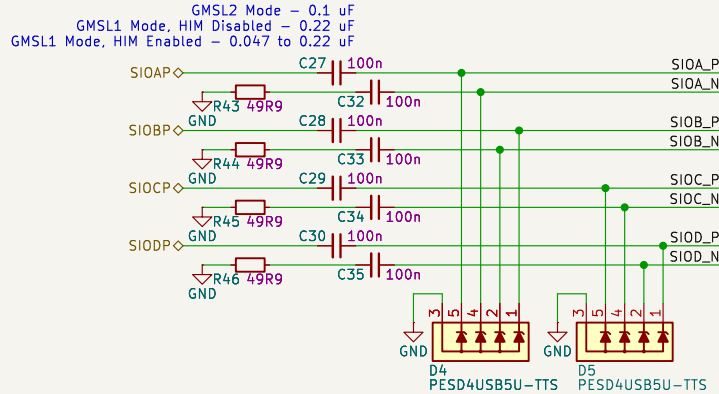 GMSL2 Mode – 0.1 uF
GMSL1 Mode, HIM Disabled – 0.22 uF
GMSL1 Mode, HIM Enabled – 0.047 to 0.22 uF
SIOAP C27 100n SIOA_P
GND R43 49R9 C32 100n SIOA_N
SIOBP C28 100n SIOB_P
GND R44 49R9 C33 100n SIOB_N
SIOCP C29 100n SIOC_P
GND R45 49R9 C34 100n SIOC_N
SIODP C30 100n SIOD_P
GND R46 49R9 C35 100n SIOD_N
3 5 4 2 1 3 5 4 2 1
GND GND
D4 D5
PESD4USB5U–TTS PESD4USB5U–TTS